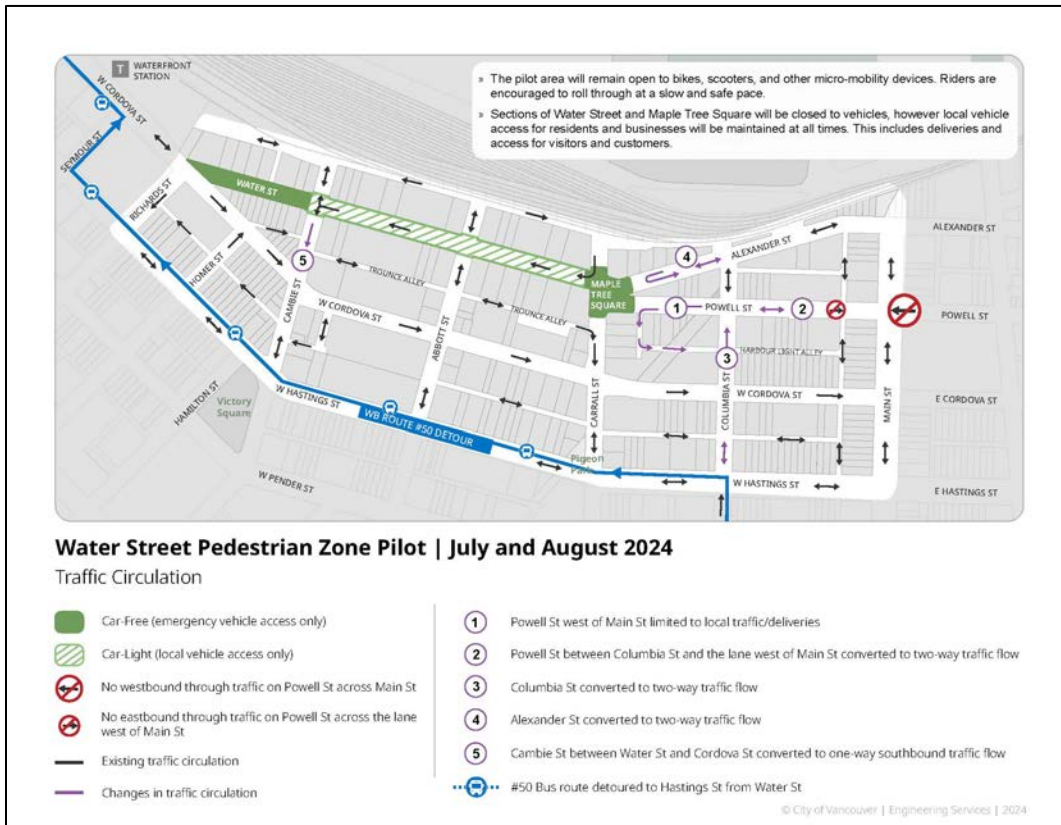 T WATERFRONT
STATION
W CORDOVA ST
SEYMOUR ST
» The pilot area will remain open to bikes, scooters, and other micro-mobility devices. Riders are
encouraged to roll through at a slow and safe pace.
» Sections of Water Street and Maple Tree Square will be closed to vehicles, however local vehicle
access for residents and businesses will be maintained at all times. This includes deliveries and
access for visitors and customers.
WATER ST
RICHARDS ST
HOMER ST
5
CAMBIE ST
TROUNCE ALLEY
W CORDOVA ST
ABBOTT ST
TROUNCE ALLEY
MAPLE
TREE
SQUARE
4
ALEXANDER ST
ALEXANDER ST
1
POWELL ST
2
POWELL ST
3
HARBOUR LIGHT ALLEY
CARRALL ST
W CORDOVA ST
COLUMBIA ST
MAIN ST
E CORDOVA ST
HAMILTON ST
Victory
Square
W HASTINGS ST
WB ROUTE #50 DETOUR
Pigeon
Park
W PENDER ST
W HASTINGS ST
E HASTINGS ST
Water Street Pedestrian Zone Pilot | July and August 2024
Traffic Circulation
Car-Free (emergency vehicle access only)
Car-Light (local vehicle access only)
No westbound through traffic on Powell St across Main St
No eastbound through traffic on Powell St across the lane
west of Main St
Existing traffic circulation
Changes in traffic circulation
1 Powell St west of Main St limited to local traffic/deliveries
2 Powell St between Columbia St and the lane west of Main St converted to two-way traffic flow
3 Columbia St converted to two-way traffic flow
4 Alexander St converted to two-way traffic flow
5 Cambie St between Water St and Cordova St converted to one-way southbound traffic flow
#50 Bus route detoured to Hastings St from Water St
© City of Vancouver | Engineering Services | 2024